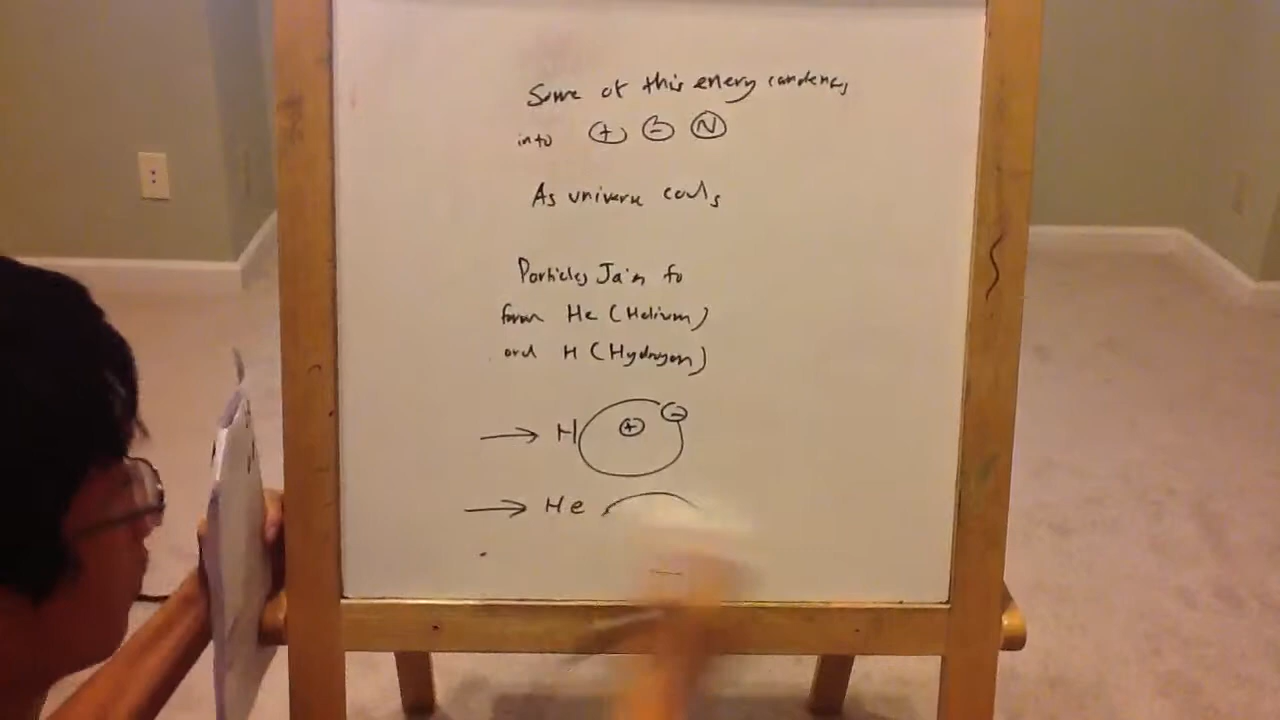 Some of this energy condenses
into + - N
As universe cools
Particles Join to
form He (Helium)
and H (Hydrogen)
→ H + -
→ He